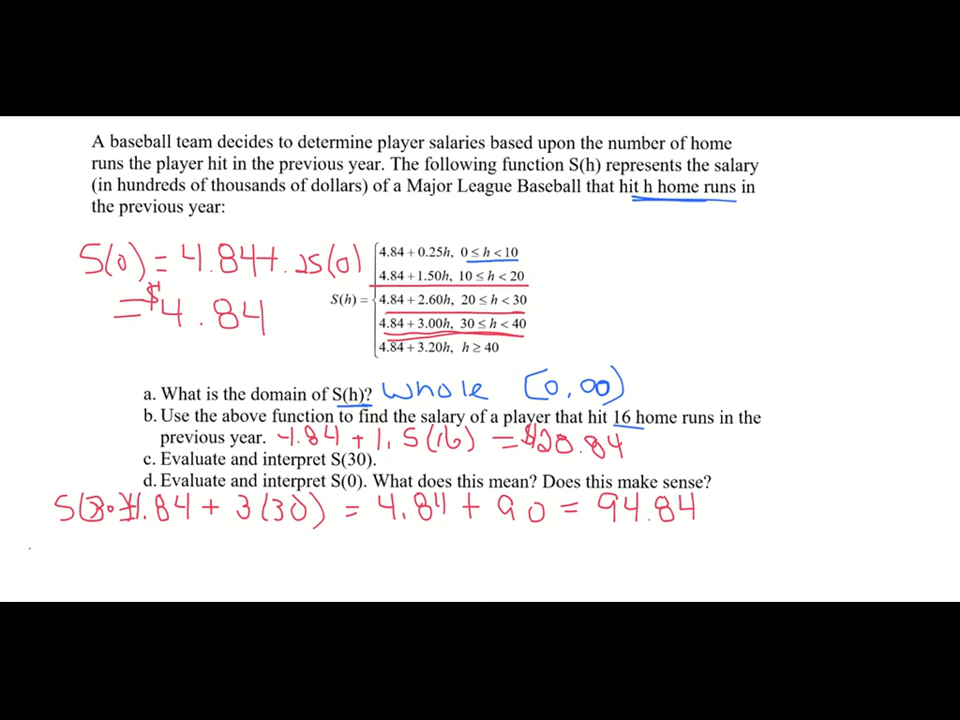 A baseball team decides to determine player salaries based upon the number of home
runs the player hit in the previous year. The following function S(h) represents the salary
(in hundreds of thousands of dollars) of a Major League Baseball that hit h home runs in
the previous year:
S(0) = 4.84 + .25(0)
= $4.84
4.84 + 0.25h, 0 ≤ h < 10
4.84 + 1.50h, 10 ≤ h < 20
S(h) = 4.84 + 2.60h, 20 ≤ h < 30
4.84 + 3.00h, 30 ≤ h < 40
4.84 + 3.20h, h ≥ 40
a. What is the domain of S(h)? whole [0, ∞)
b. Use the above function to find the salary of a player that hit 16 home runs in the
previous year. 4.84 + 1.5(16) = $28.84
c. Evaluate and interpret S(30).
d. Evaluate and interpret S(0). What does this mean? Does this make sense?
S(30) = 4.84 + 3(30) = 4.84 + 90 = 94.84